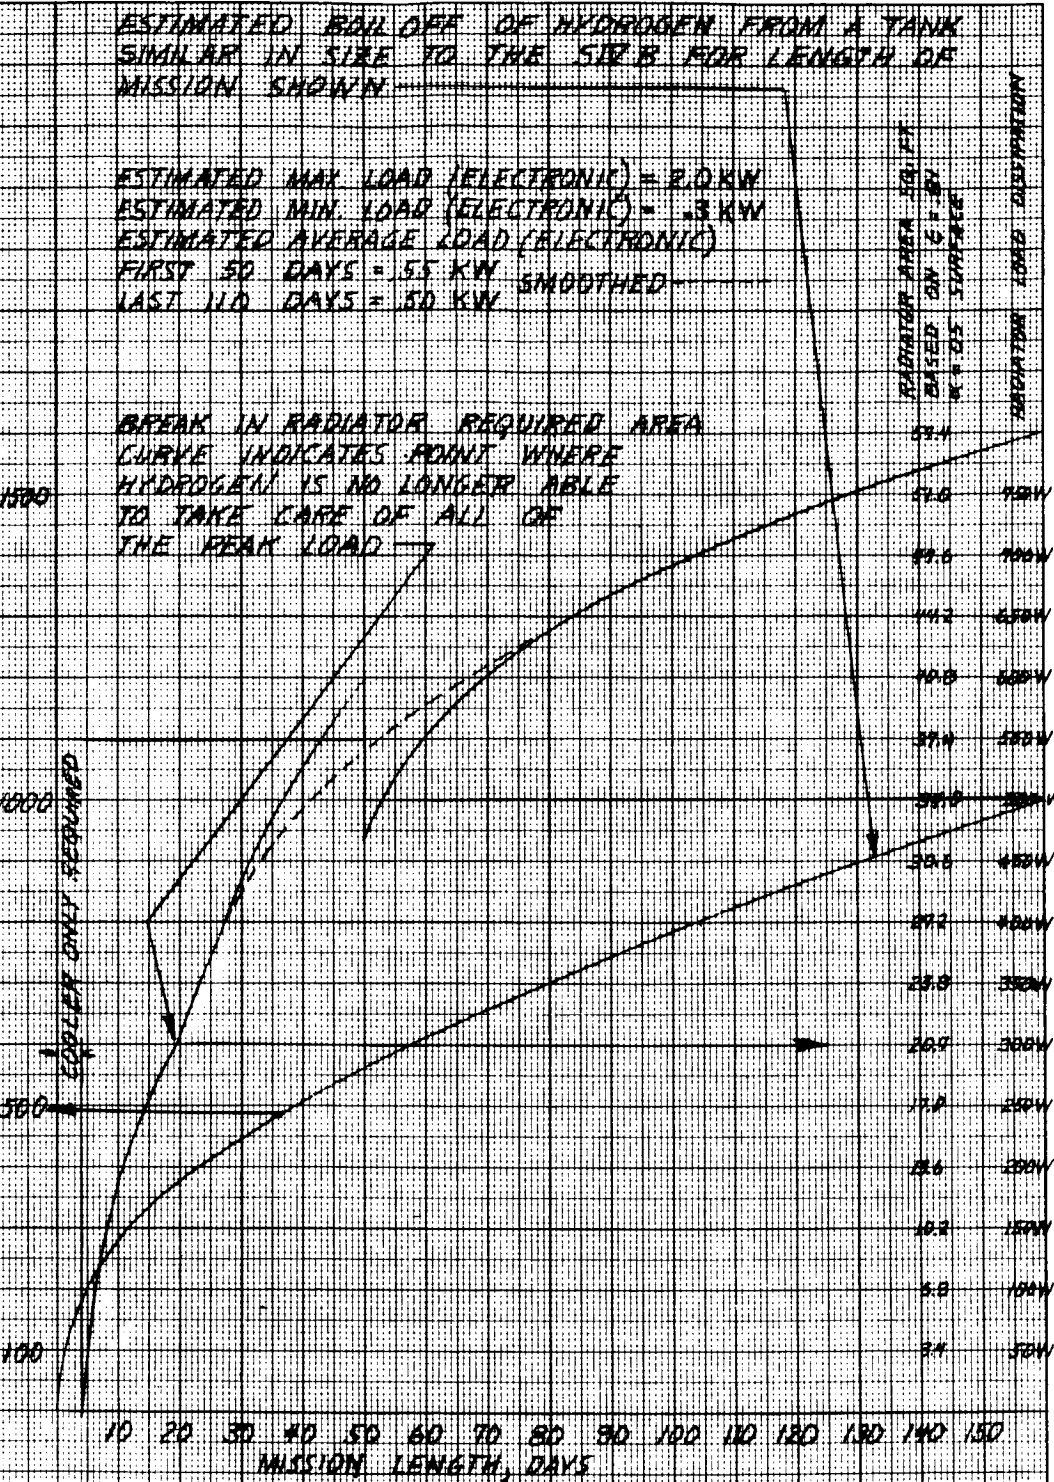 ESTIMATED BOIL OFF OF HYDROGEN FROM A TANK
SIMILAR IN SIZE TO THE SIVB FOR LENGTH OF
MISSION SHOWN
ESTIMATED MAX. LOAD (ELECTRONIC) = 2.0 KW
ESTIMATED MIN. LOAD (ELECTRONIC) = .3 KW
ESTIMATED AVERAGE LOAD (ELECTRONIC)
FIRST 50 DAYS = .55 KW
LAST 110 DAYS = .50 KW
SMOOTHED
BREAK IN RADIATOR REQUIRED AREA
CURVE INDICATES POINT WHERE
HYDROGEN IS NO LONGER ABLE
TO TAKE CARE OF ALL OF
THE PEAK LOAD
RADIATOR AREA SQ. FT
BASED ON
SURFACE
RADIATOR LOAD DISSIPATION
COOLER ONLY REQUIRED
1500
1000
500
100
54.4
51.0 750W
47.6 700W
44.2 650W
40.8 600W
37.4 550W
500W
30.6 450W
27.2 400W
23.8 350W
20.7 300W
17.0 250W
13.6 200W
10.2 150W
6.8 100W
3.4 50W
10 20 30 40 50 60 70 80 90 100 110 120 130 140 150
MISSION LENGTH, DAYS